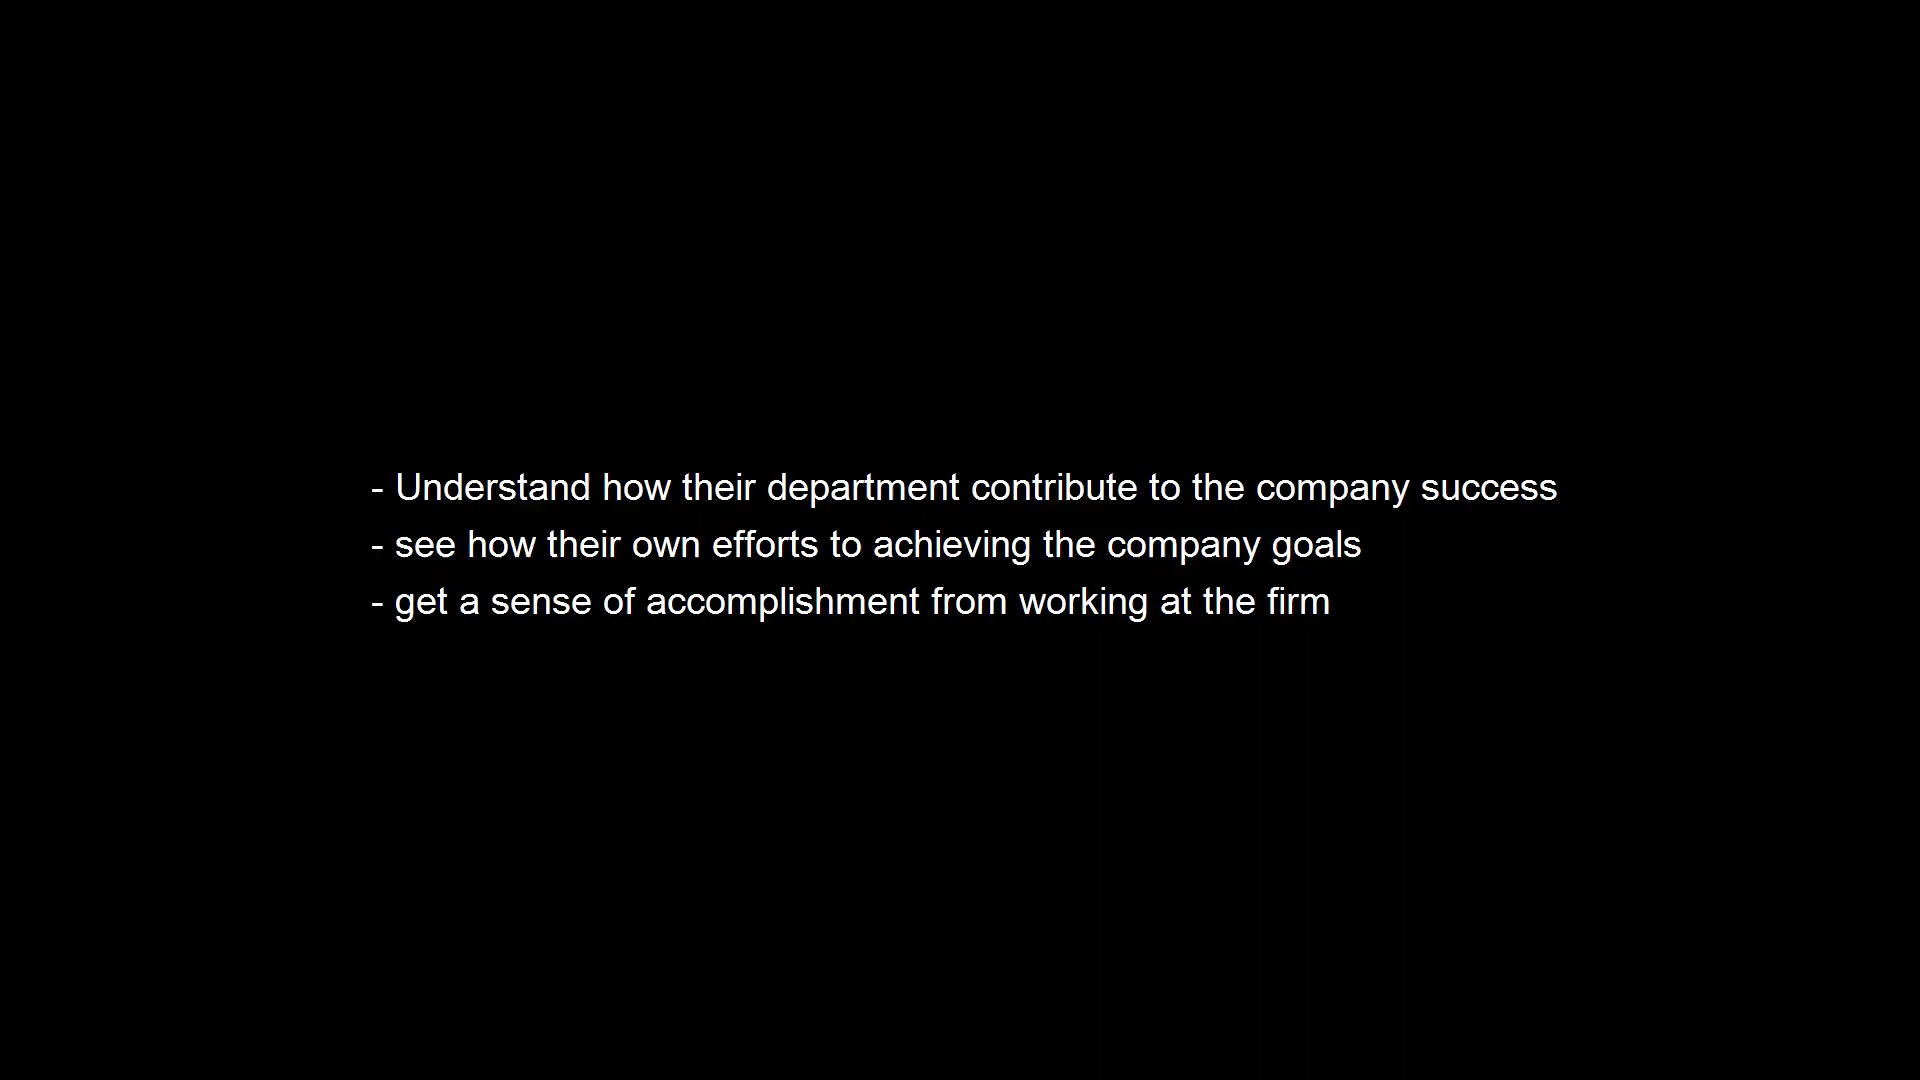 - Understand how their department contribute to the company success
- see how their own efforts to achieving the company goals
- get a sense of accomplishment from working at the firm